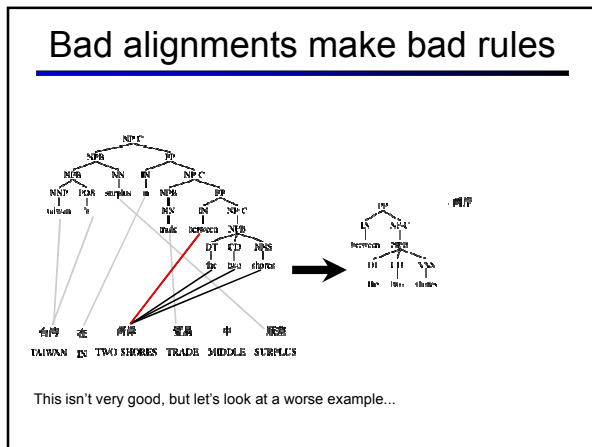 Bad alignments make bad rules
NP-C
NPB PP
NPB NN IN NP-C
NNP POS surplus in NPB PP
taiwan 's NN IN NP-C
trade between NPB
DT CD NNS
the two shores
PP
IN NP-C
between NPB
DT CD NNS
the two shores
两岸
台湾 在 两岸 贸易 中 顺差
TAIWAN IN TWO SHORES TRADE MIDDLE SURPLUS
This isn't very good, but let's look at a worse example...